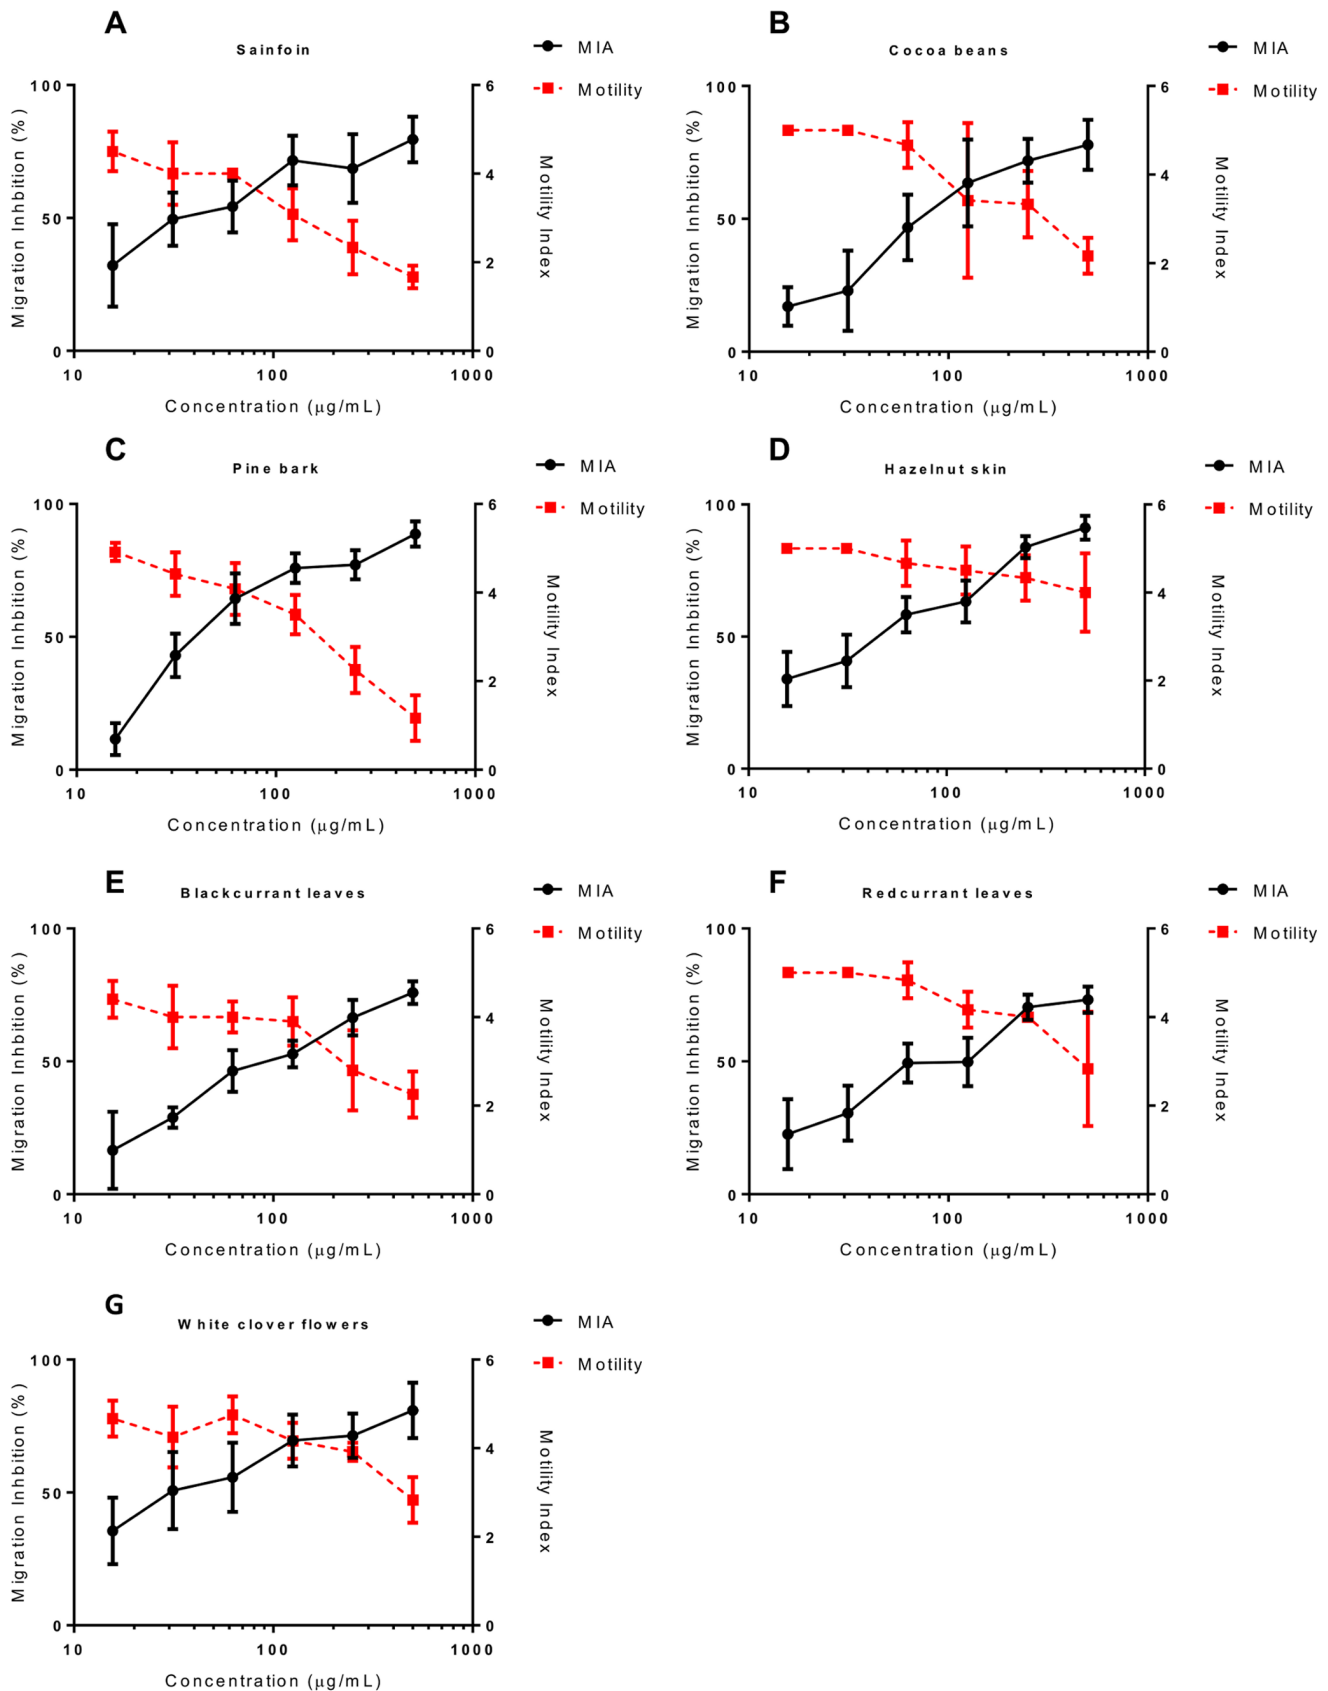 A
Sainfoin
MIA
Motility
100
50
0
6
4
2
0
10
100
1000
Migration Inhbition (%)
Motility Index
Concentration (μg/mL)
B
Cocoa beans
MIA
Motility
100
50
0
6
4
2
0
10
100
1000
Migration Inhbition (%)
Motility Index
Concentration (μg/mL)
C
Pine bark
MIA
Motility
100
50
0
6
4
2
0
10
100
1000
Migration Inhbition (%)
Motility Index
Concentration (μg/mL)
D
Hazelnut skin
MIA
Motility
100
50
0
6
4
2
0
10
100
1000
Migration Inhbition (%)
Motility Index
Concentration (μg/mL)
E
Blackcurrant leaves
MIA
Motility
100
50
0
6
4
2
0
10
100
1000
Migration Inhbition (%)
Motility Index
Concentration (μg/mL)
F
Redcurrant leaves
MIA
Motility
100
50
0
6
4
2
0
10
100
1000
Migration Inhbition (%)
Motility Index
Concentration (μg/mL)
G
White clover flowers
MIA
Motility
100
50
0
6
4
2
0
10
100
1000
Migration Inhbition (%)
Motility Index
Concentration (μg/mL)